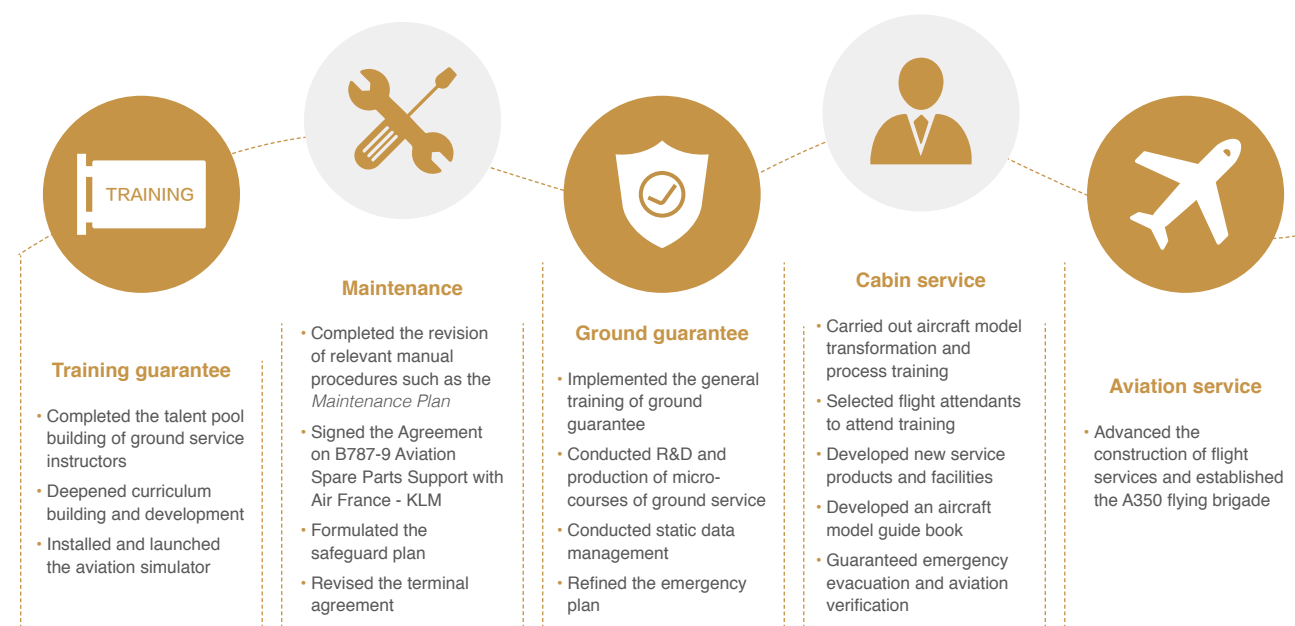 TRAINING
Training guarantee
• Completed the talent pool
building of ground service
instructors
• Deepened curriculum
building and development
• Installed and launched
the aviation simulator
Maintenance
• Completed the revision
of relevant manual
procedures such as the
Maintenance Plan
• Signed the Agreement
on B787-9 Aviation
Spare Parts Support with
Air France - KLM
• Formulated the
safeguard plan
• Revised the terminal
agreement
Ground guarantee
• Implemented the general
training of ground
guarantee
• Conducted R&D and
production of micro-
courses of ground service
• Conducted static data
management
• Refined the emergency
plan
Cabin service
• Carried out aircraft model
transformation and
process training
• Selected flight attendants
to attend training
• Developed new service
products and facilities
• Developed an aircraft
model guide book
• Guaranteed emergency
evacuation and aviation
verification
Aviation service
• Advanced the
construction of flight
services and established
the A350 flying brigade